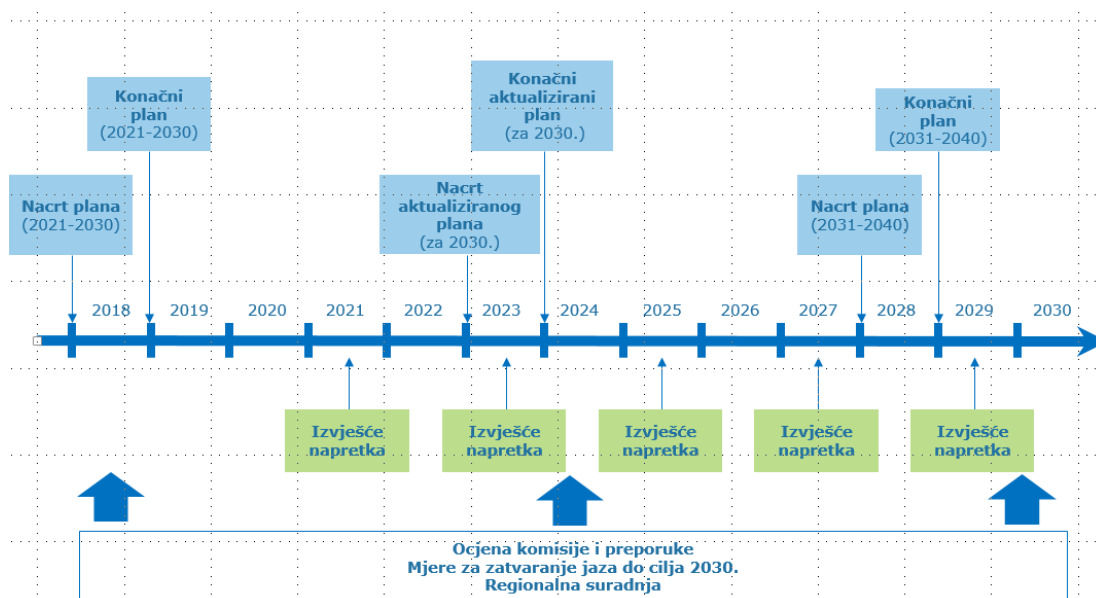 Konačni
plan
(2021-2030)
Konačni
aktualizirani
plan
(za 2030.)
Konačni
plan
(2031-2040)
Nacrt plana
(2021-2030)
Nacrt
aktualiziranog
plana
(za 2030.)
Nacrt plana
(2031-2040)
2018 2019 2020 2021 2022 2023 2024 2025 2026 2027 2028 2029 2030
Izvješće
napretka
Izvješće
napretka
Izvješće
napretka
Izvješće
napretka
Izvješće
napretka
Ocjena komisije i preporuke
Mjere za zatvaranje jaza do cilja 2030.
Regionalna suradnja